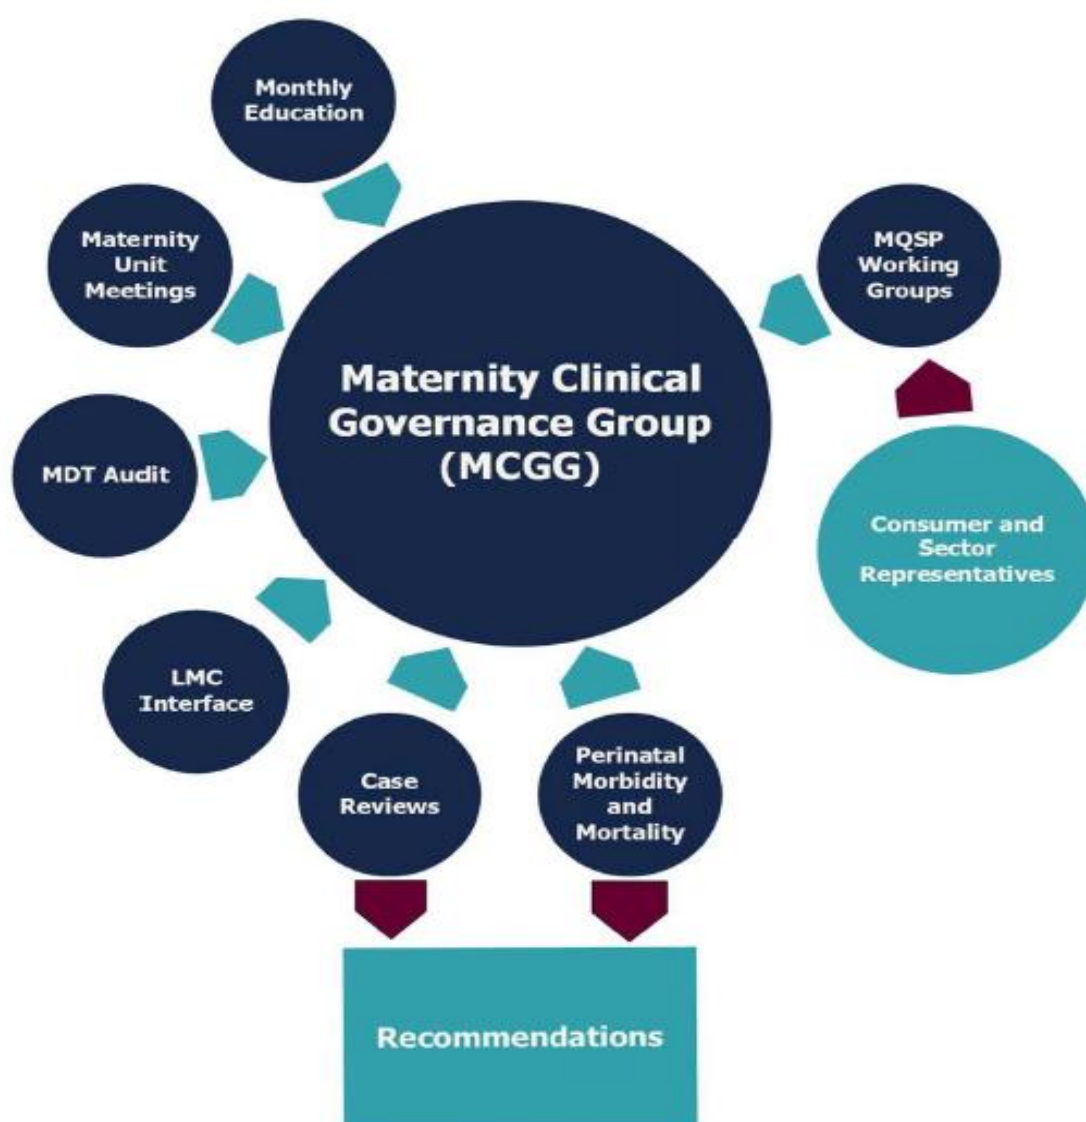 Monthly
Education
Maternity
Unit
Meetings
MQSP
Working
Groups
Maternity Clinical
Governance Group
(MCGG)
MDT Audit
Consumer and
Sector
Representatives
LMC
Interface
Case
Reviews
Perinatal
Morbidity
and
Mortality
Recommendations